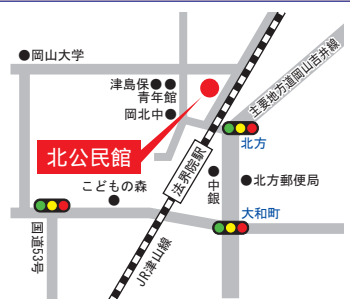 岡山大学
津島保
青年館
岡北中
北公民館
主要地方道岡山吉井線
北方
法界院駅
中銀
北方郵便局
こどもの森
大和町
国道53号
JR津山線